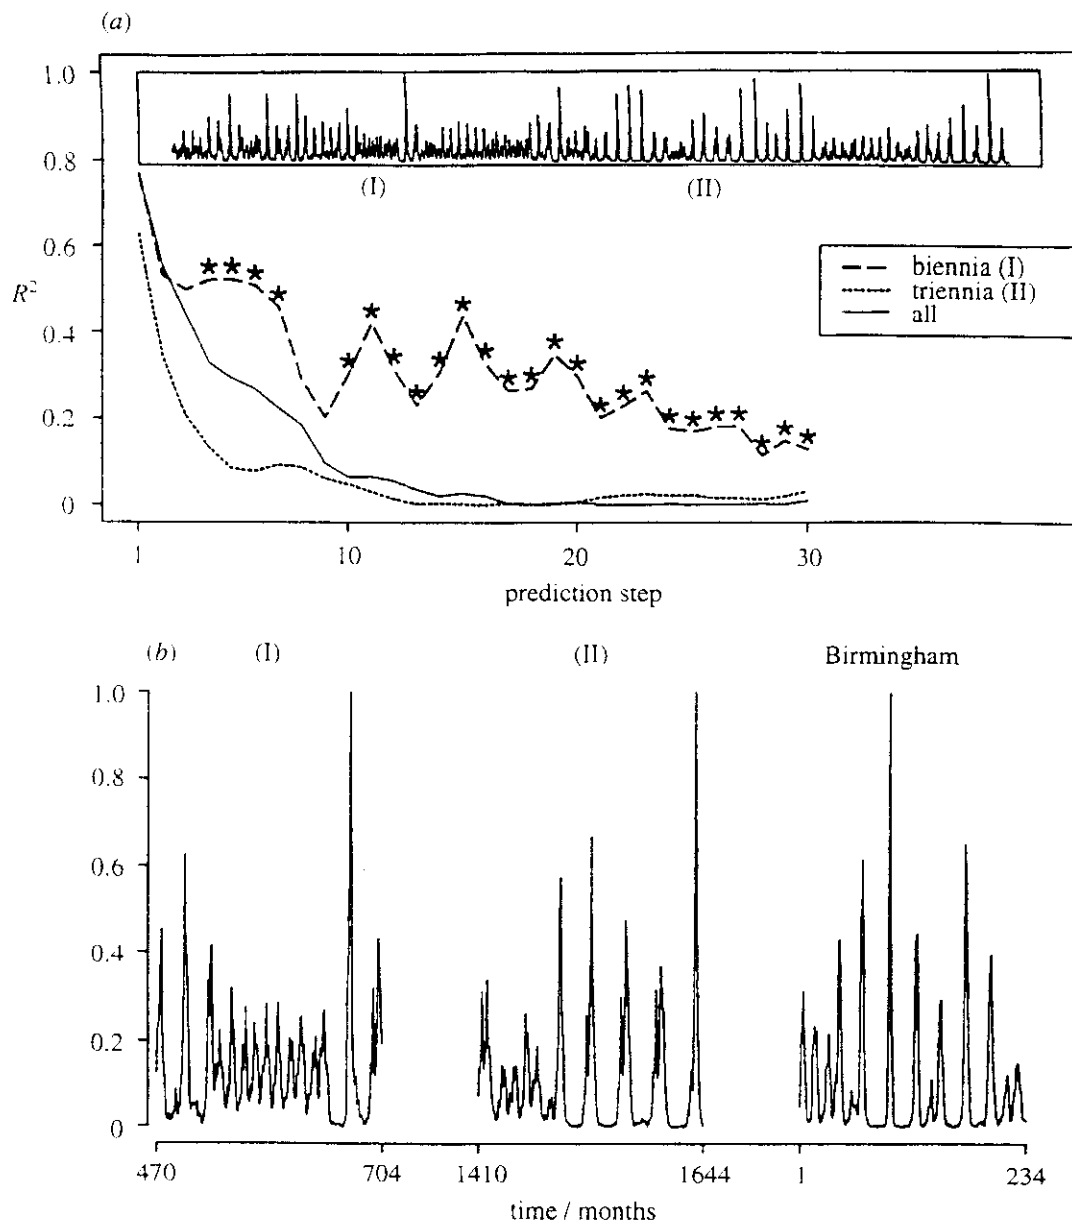 (a)
1.0
0.8
(I) (II)
0.6
biennia (I)
R² triennia (II)
all
0.4
0.2
0
1 10 20 30
prediction step
(b) (I) (II) Birmingham
1.0
0.8
0.6
0.4
0.2
0
470 704 1410 1644 1 234
time / months